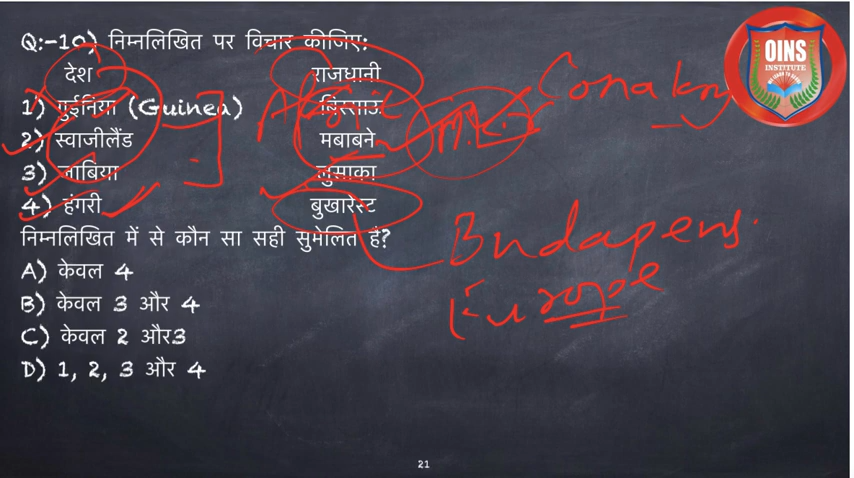 Q:-10) निम्नलिखित पर विचार कीजिए:
देश राजधानी
1) गुईनिया (Guinea) बिस्साऊ
2) स्वाजीलैंड मबाबने
3) जाबिया लुसाका
4) हंगरी बुखारेस्ट
निम्नलिखित में से कौन सा सही सुमेलित है?
A) केवल 4
B) केवल 3 और 4
C) केवल 2 और3
D) 1, 2, 3 और 4
Conakry
Budapens.
Europe
OINS
INSTITUTE
21